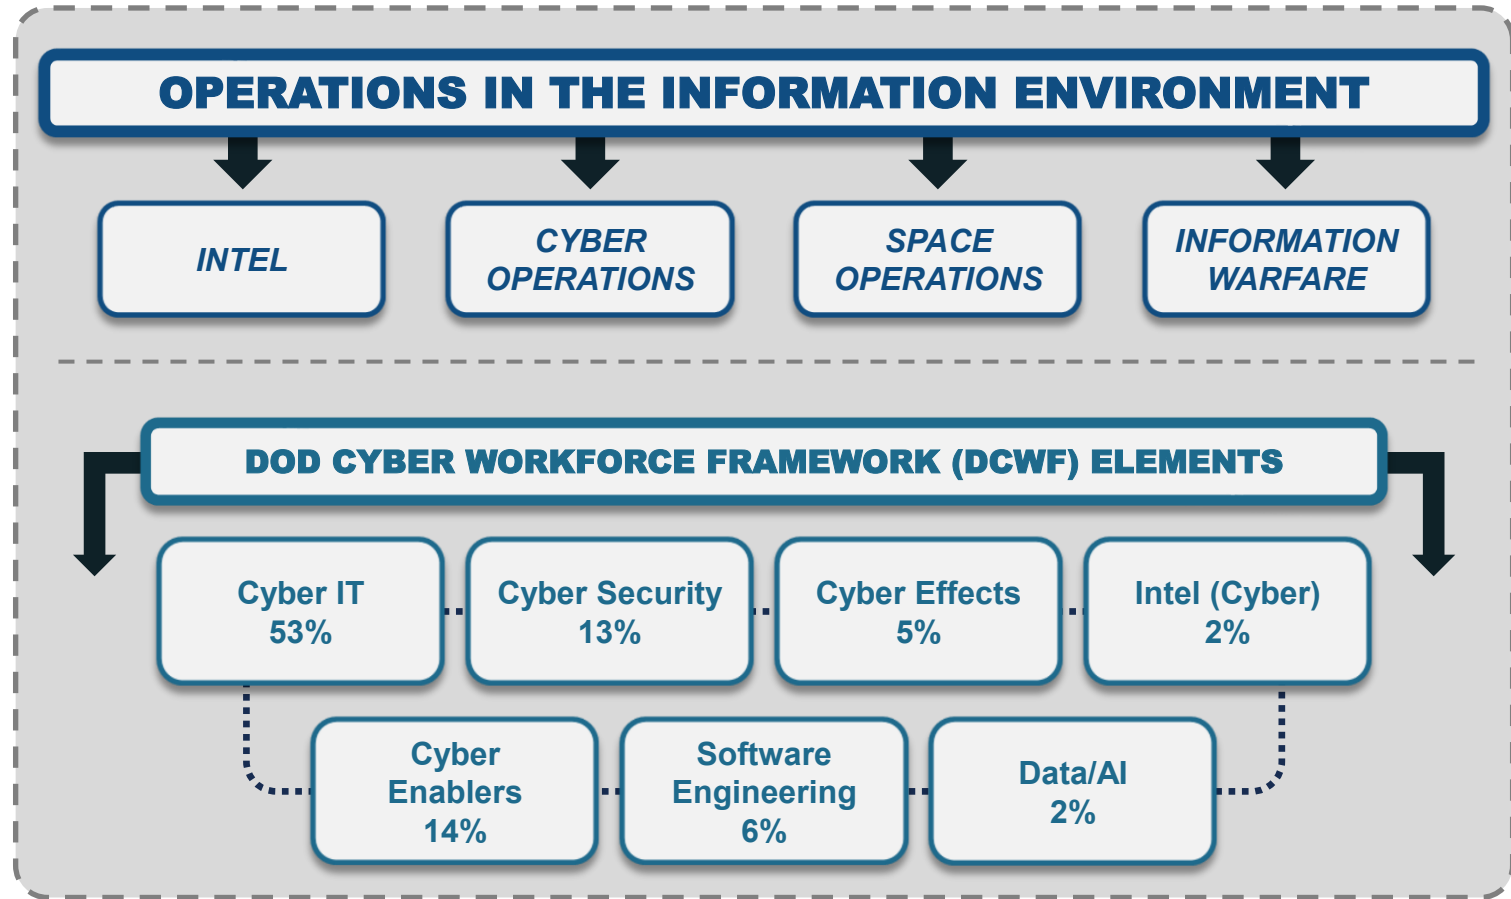 OPERATIONS IN THE INFORMATION ENVIRONMENT
INTEL
CYBER
OPERATIONS
SPACE
OPERATIONS
INFORMATION
WARFARE
DOD CYBER WORKFORCE FRAMEWORK (DCWF) ELEMENTS
Cyber IT
53%
Cyber Security
13%
Cyber Effects
5%
Intel (Cyber)
2%
Cyber
Enablers
14%
Software
Engineering
6%
Data/AI
2%